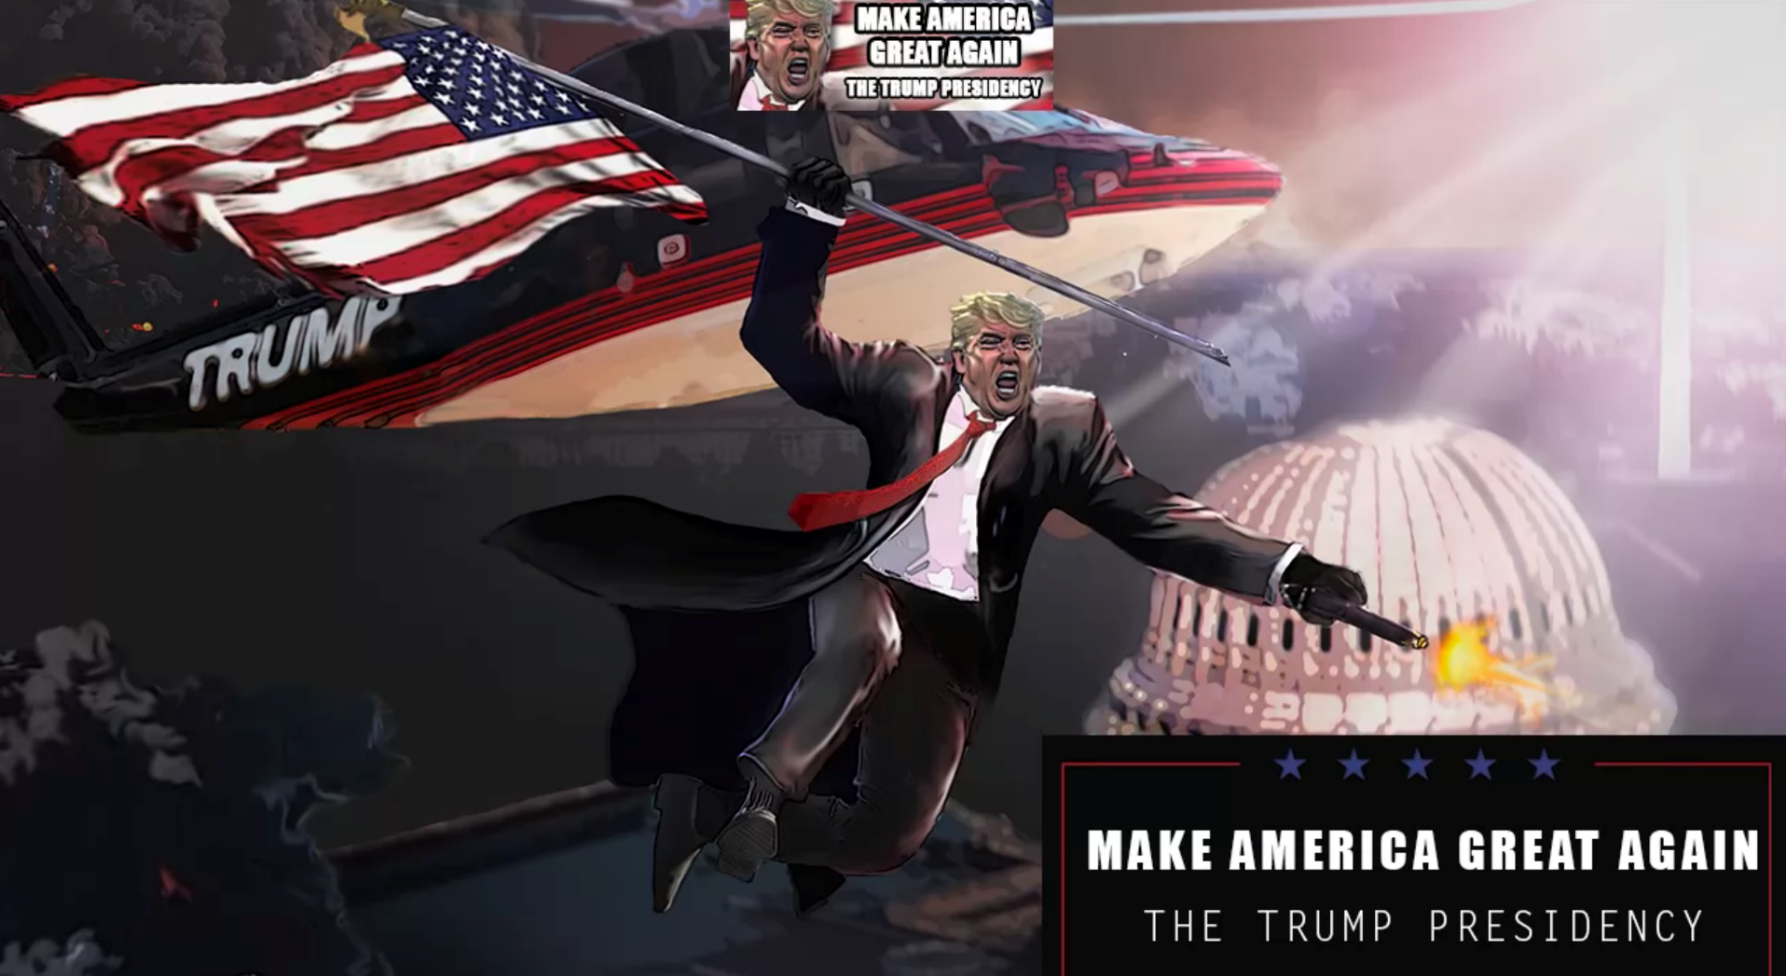 MAKE AMERICA
GREAT AGAIN
THE TRUMP PRESIDENCY
TRUMP
MAKE AMERICA GREAT AGAIN
THE TRUMP PRESIDENCY